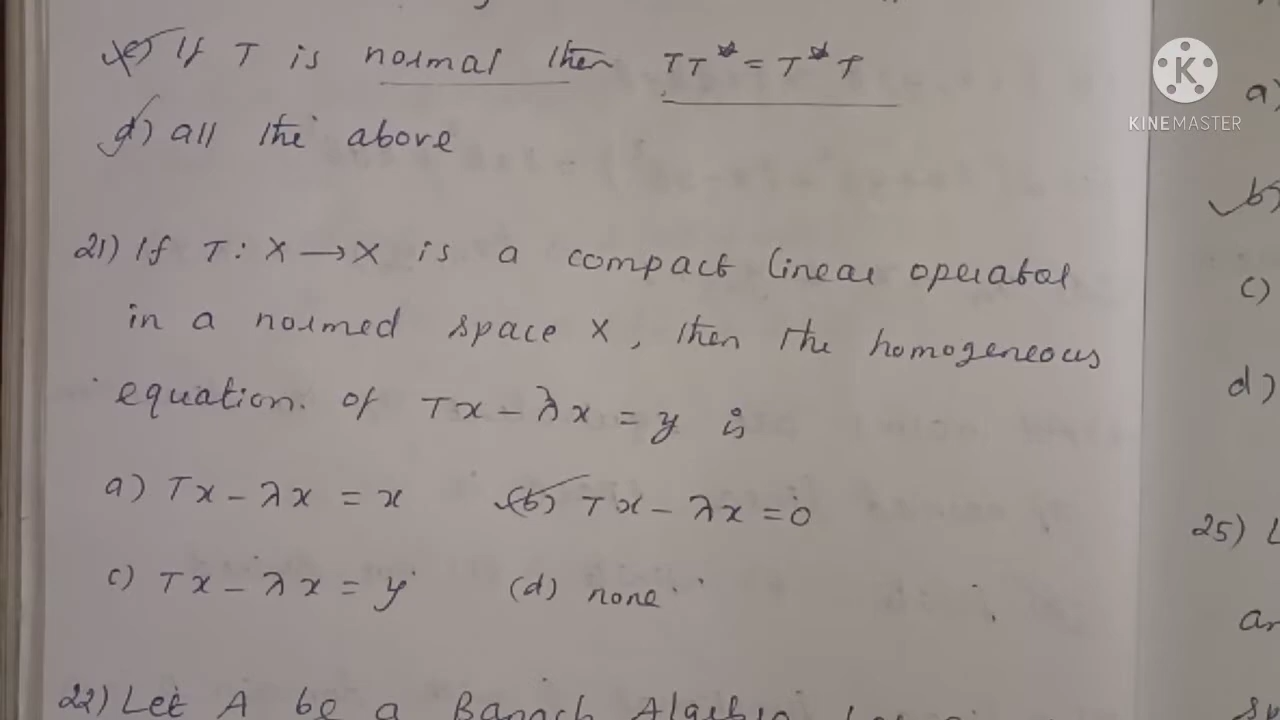 c) If T is normal then TT* = T*T
d) all the above
21) If T: X → X is a compact linear operator
in a normed space X, then the homogeneous
equation of Tx - λx = y is
a) Tx - λx = x (b) Tx - λx = 0
c) Tx - λx = y (d) none
22) Let A be a Banach Algebra
a)
b)
c)
d)
25)
KINEMASTER